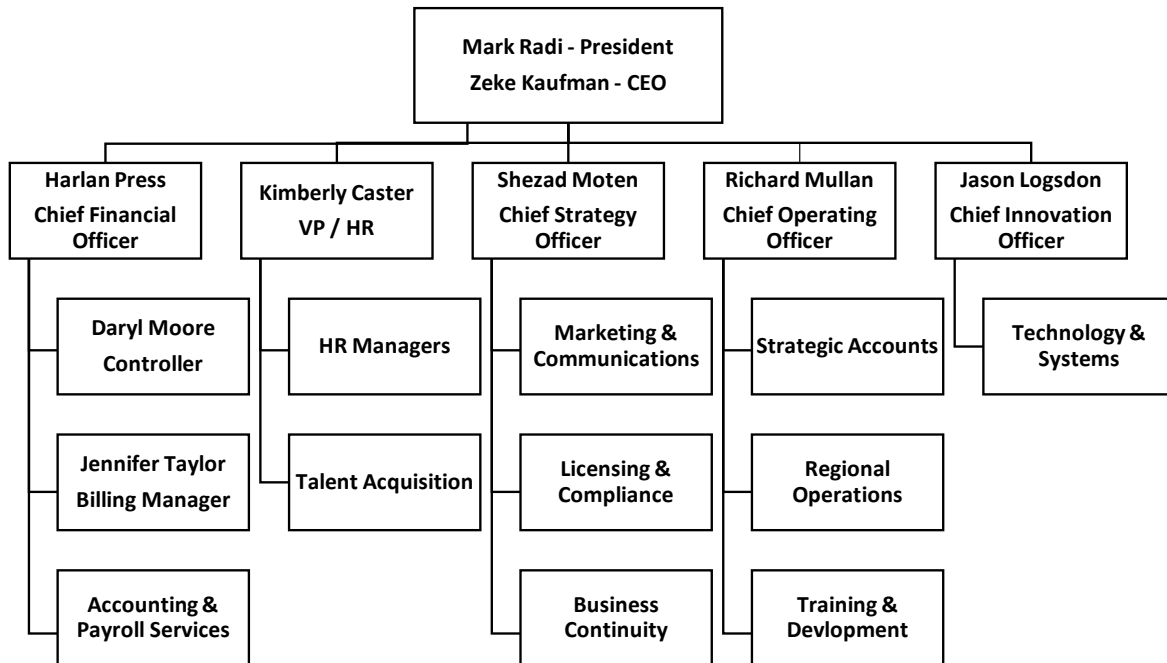 Mark Radi - President
Zeke Kaufman - CEO
Harlan Press
Chief Financial
Officer
Kimberly Caster
VP / HR
Shezad Moten
Chief Strategy
Officer
Richard Mullan
Chief Operating
Officer
Jason Logsdon
Chief Innovation
Officer
Daryl Moore
Controller
HR Managers
Marketing &
Communications
Strategic Accounts
Technology &
Systems
Jennifer Taylor
Billing Manager
Talent Acquisition
Licensing &
Compliance
Regional
Operations
Accounting &
Payroll Services
Business
Continuity
Training &
Devlopment